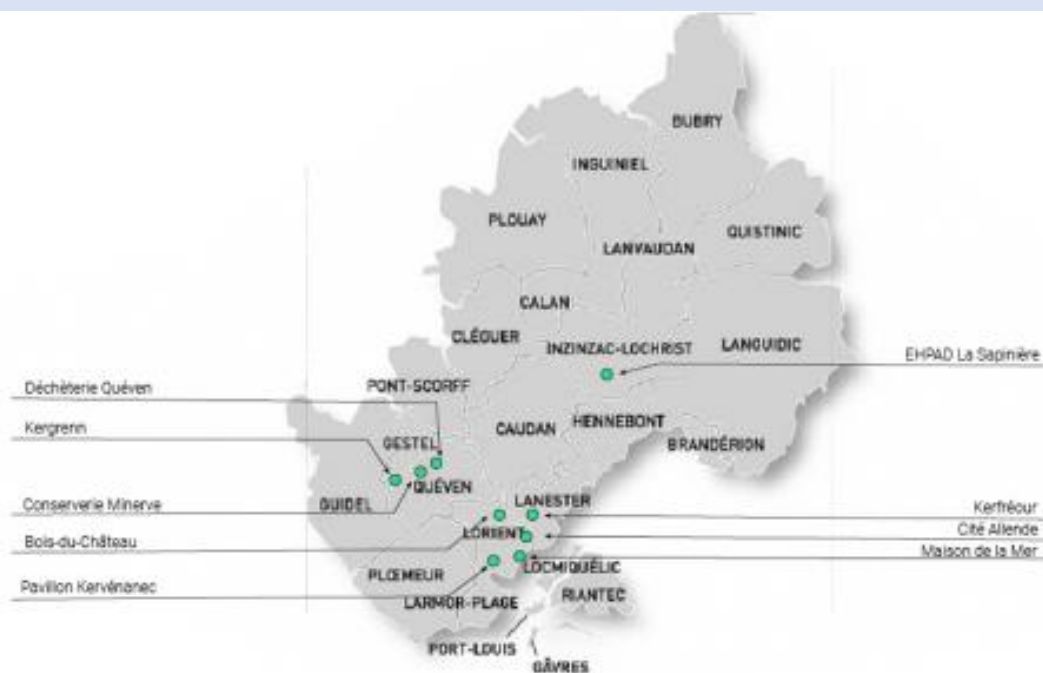 BUBRY
INGUINIEL
PLOUAY
QUISTINIC
LANVAUDAN
CALAN
CLÉGUER
INZINZAC-LOCHRIST
LANGUIDIC
EHPAD La Sapinière
Déchèterie Quéven
PONT-SCORFF
HENNEBONT
Kergrenn
CAUDAN
GESTEL
BRANDÉRION
QUÉVEN
LANESTER
Conserverie Minerve
GUIDEL
Kerfréour
LORIENT
Cité Allende
Bois-du-Château
Maison de la Mer
LOCMIQUÉLIC
PLŒMEUR
Pavillon Kervénanec
RIANTEC
LARMOR-PLAGE
PORT-LOUIS
GÂVRES